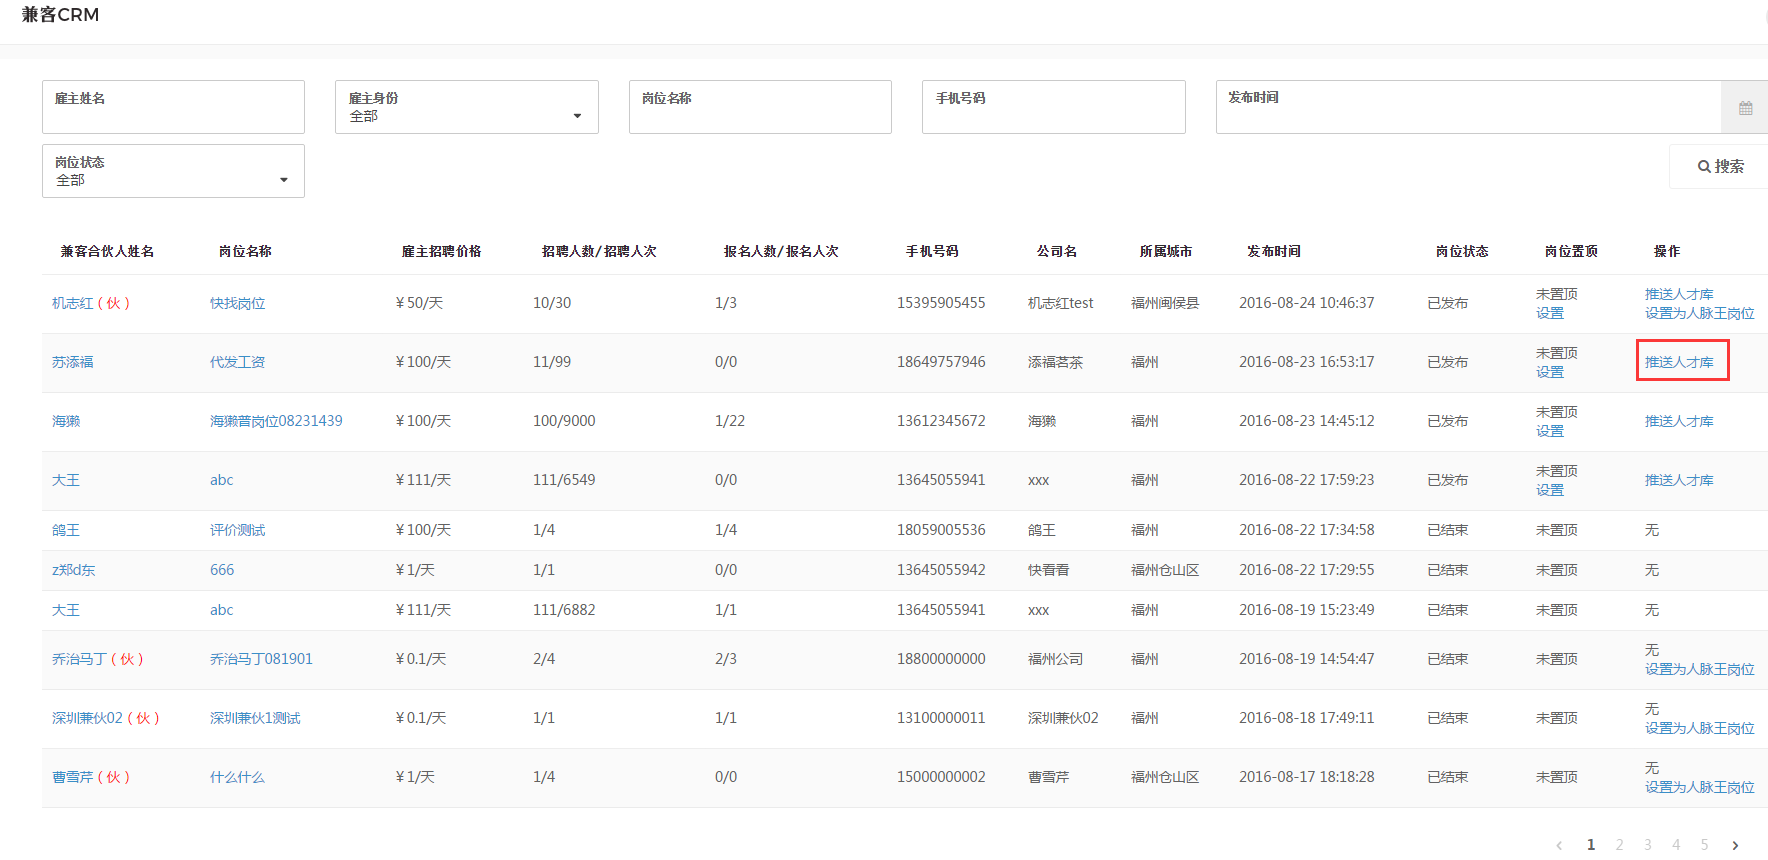 兼客CRM
雇主姓名
雇主身份
全部
岗位名称
手机号码
发布时间
岗位状态
全部
搜索
兼客合伙人姓名 岗位名称 雇主招聘价格 招聘人数/招聘人次 报名人数/报名人次 手机号码 公司名 所属城市 发布时间 岗位状态 岗位置顶 操作
机志红（伙） 快找岗位 ¥50/天 10/30 1/3 15395905455 机志红test 福州闽侯县 2016-08-24 10:46:37 已发布 未置顶 设置 推送人才库 设置为人脉王岗位
苏添福 代发工资 ¥100/天 11/99 0/0 18649757946 添福茗茶 福州 2016-08-23 16:53:17 已发布 未置顶 设置 推送人才库
海獭 海獭普岗位08231439 ¥100/天 100/9000 1/22 13612345672 海獭 福州 2016-08-23 14:45:12 已发布 未置顶 设置 推送人才库
大王 abc ¥111/天 111/6549 0/0 13645055941 xxx 福州 2016-08-22 17:59:23 已发布 未置顶 设置 推送人才库
鸽王 评价测试 ¥100/天 1/4 1/4 18059005536 鸽王 福州 2016-08-22 17:34:58 已结束 未置顶 无
z郑d东 666 ¥1/天 1/1 0/0 13645055942 快看看 福州仓山区 2016-08-22 17:29:55 已结束 未置顶 无
大王 abc ¥111/天 111/6882 1/1 13645055941 xxx 福州 2016-08-19 15:23:49 已结束 未置顶 无
乔治马丁（伙） 乔治马丁081901 ¥0.1/天 2/4 2/3 18800000000 福州公司 福州 2016-08-19 14:54:47 已结束 未置顶 无 设置为人脉王岗位
深圳兼伙02（伙） 深圳兼伙1测试 ¥0.1/天 1/1 1/1 13100000011 深圳兼伙02 福州 2016-08-18 17:49:11 已结束 未置顶 无 设置为人脉王岗位
曹雪芹（伙） 什么什么 ¥1/天 1/4 0/0 15000000002 曹雪芹 福州仓山区 2016-08-17 18:18:28 已结束 未置顶 无 设置为人脉王岗位
‹ 1 2 3 4 5 ›